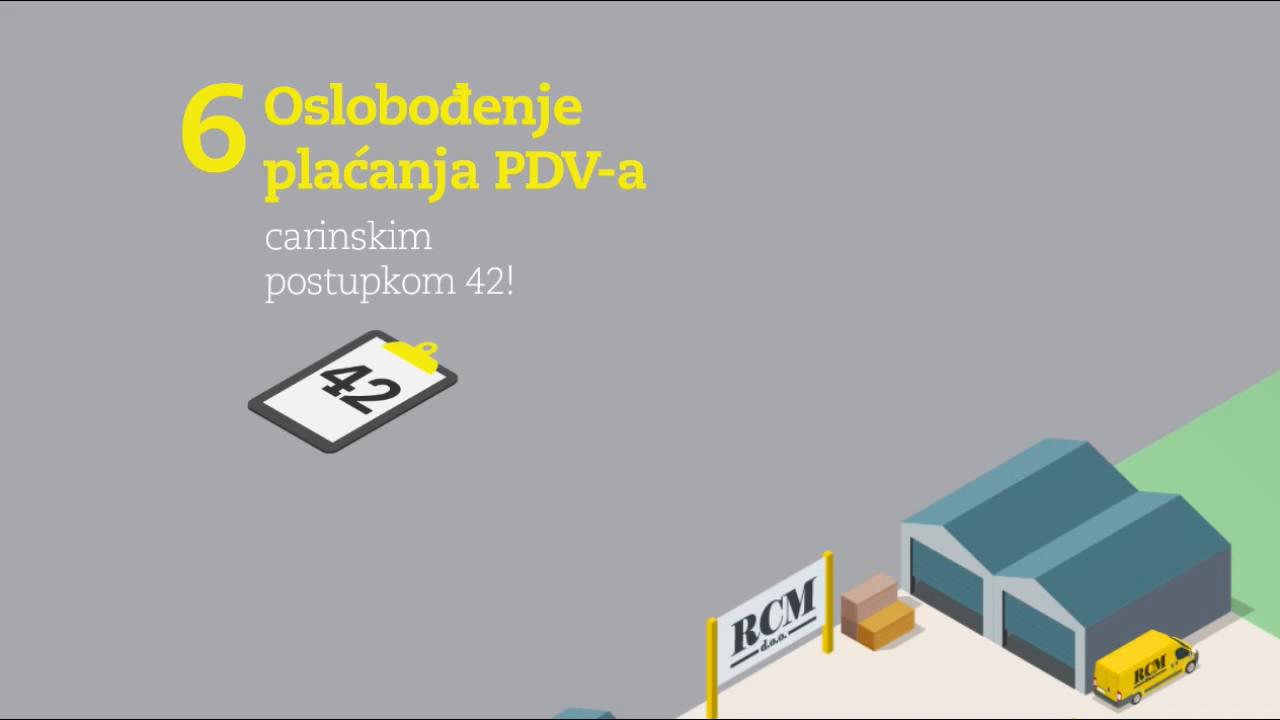 6 Oslobođenje
plaćanja PDV-a
carinskim
postupkom 42!
42
RCM
d.o.o.
RCM